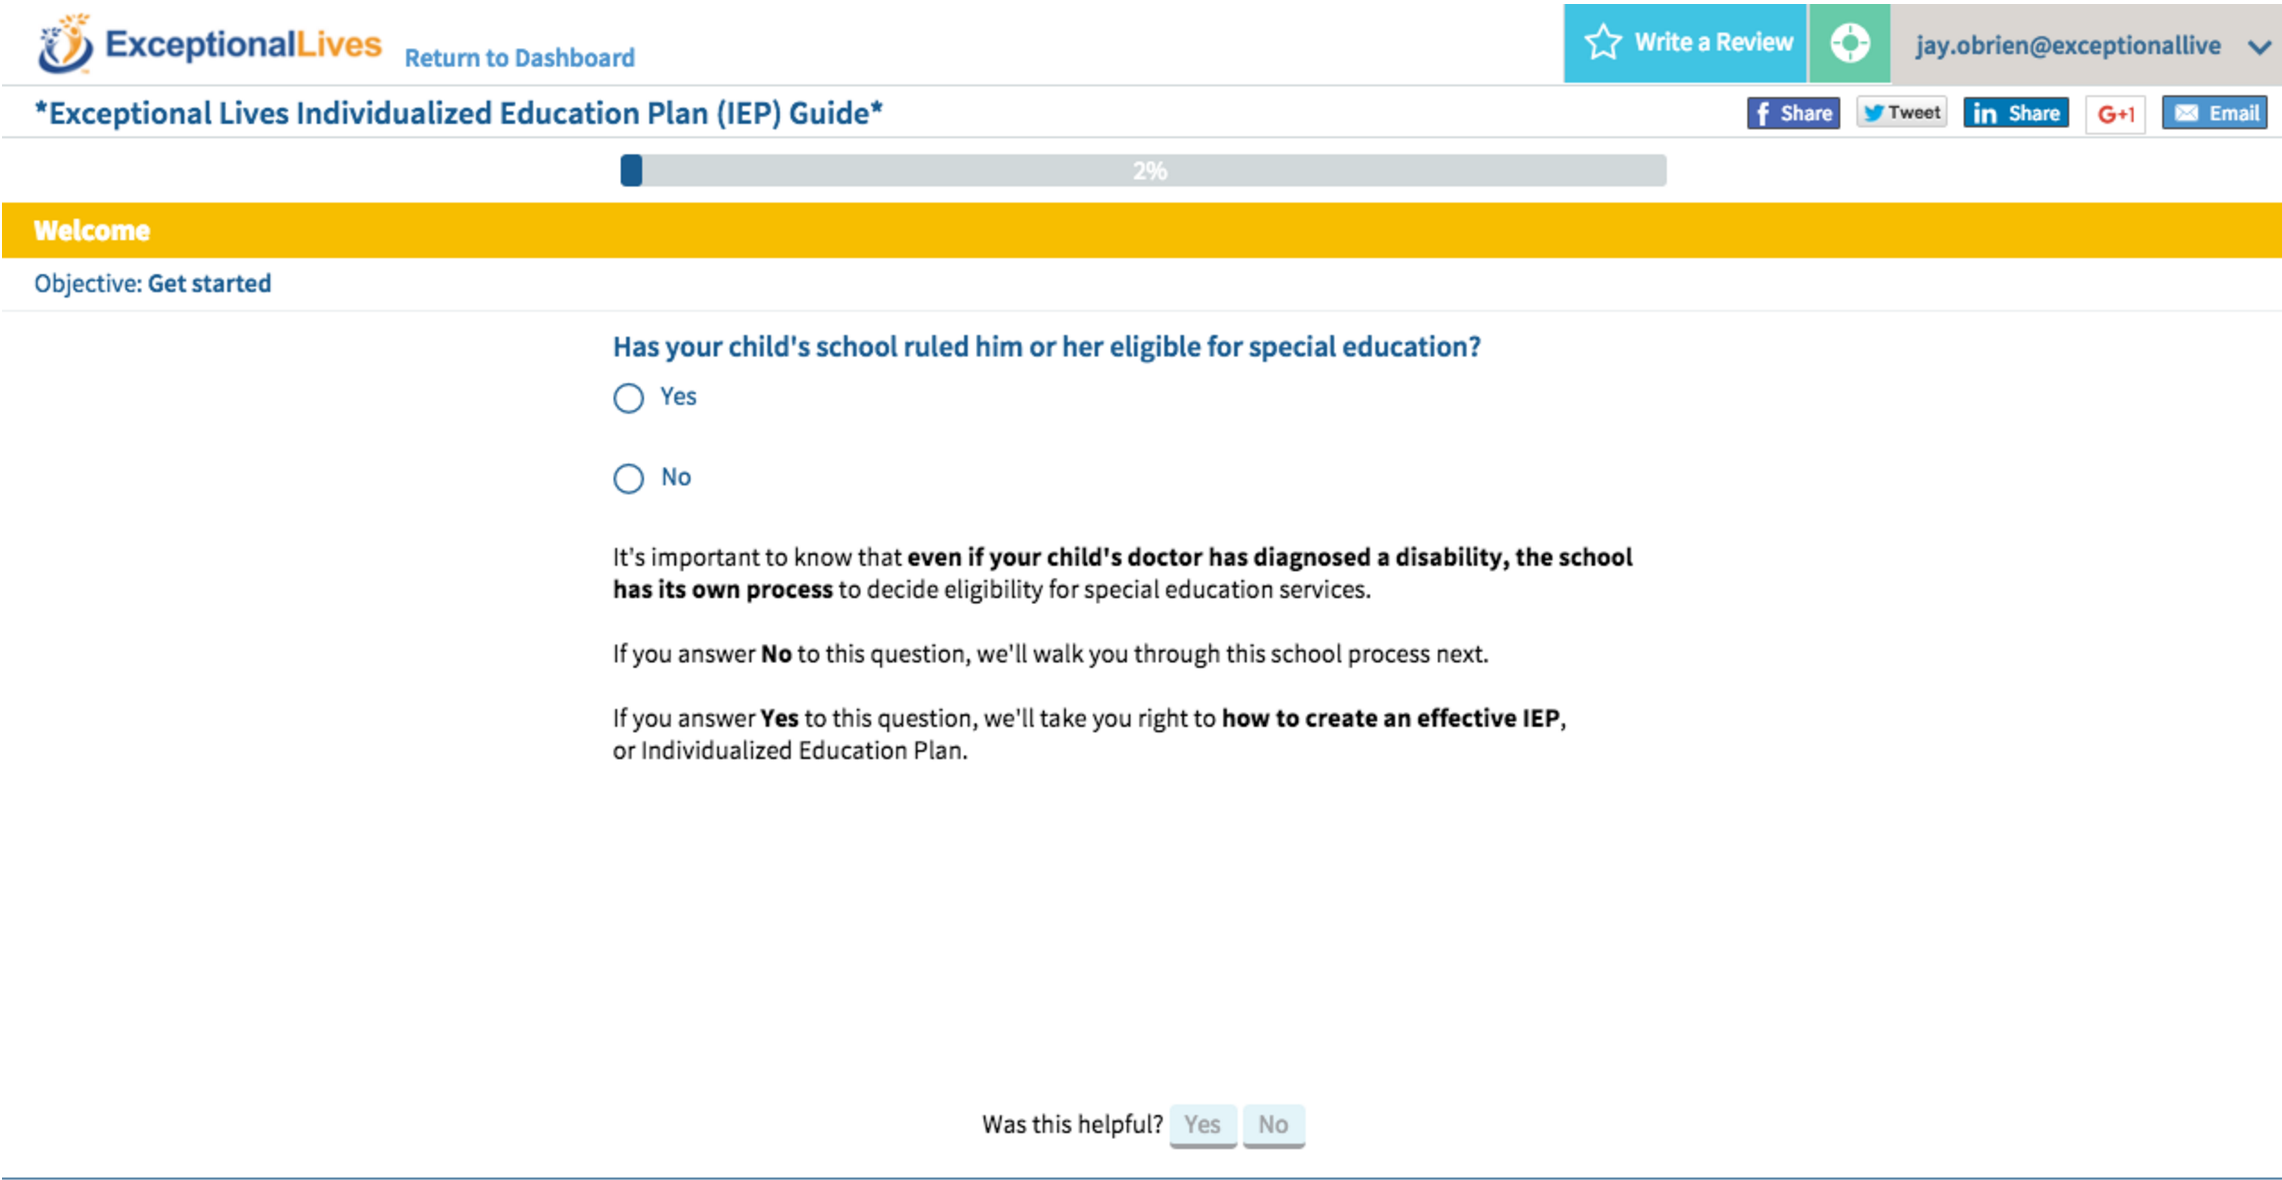 ExceptionalLives Return to Dashboard Write a Review jay.obrien@exceptionallive
*Exceptional Lives Individualized Education Plan (IEP) Guide* f Share Tweet in Share G+1 Email
2%
Welcome
Objective: Get started
Has your child's school ruled him or her eligible for special education?
Yes
No
It's important to know that even if your child's doctor has diagnosed a disability, the school
has its own process to decide eligibility for special education services.
If you answer No to this question, we'll walk you through this school process next.
If you answer Yes to this question, we'll take you right to how to create an effective IEP,
or Individualized Education Plan.
Was this helpful? Yes No